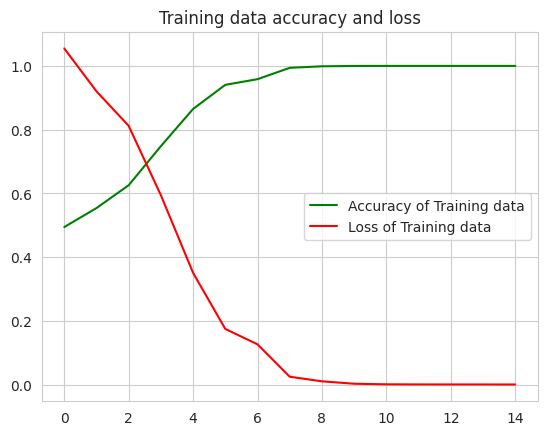 Training data accuracy and loss
1.0
0.8
0.6
0.4
0.2
0.0
Accuracy of Training data
Loss of Training data
0 2 4 6 8 10 12 14